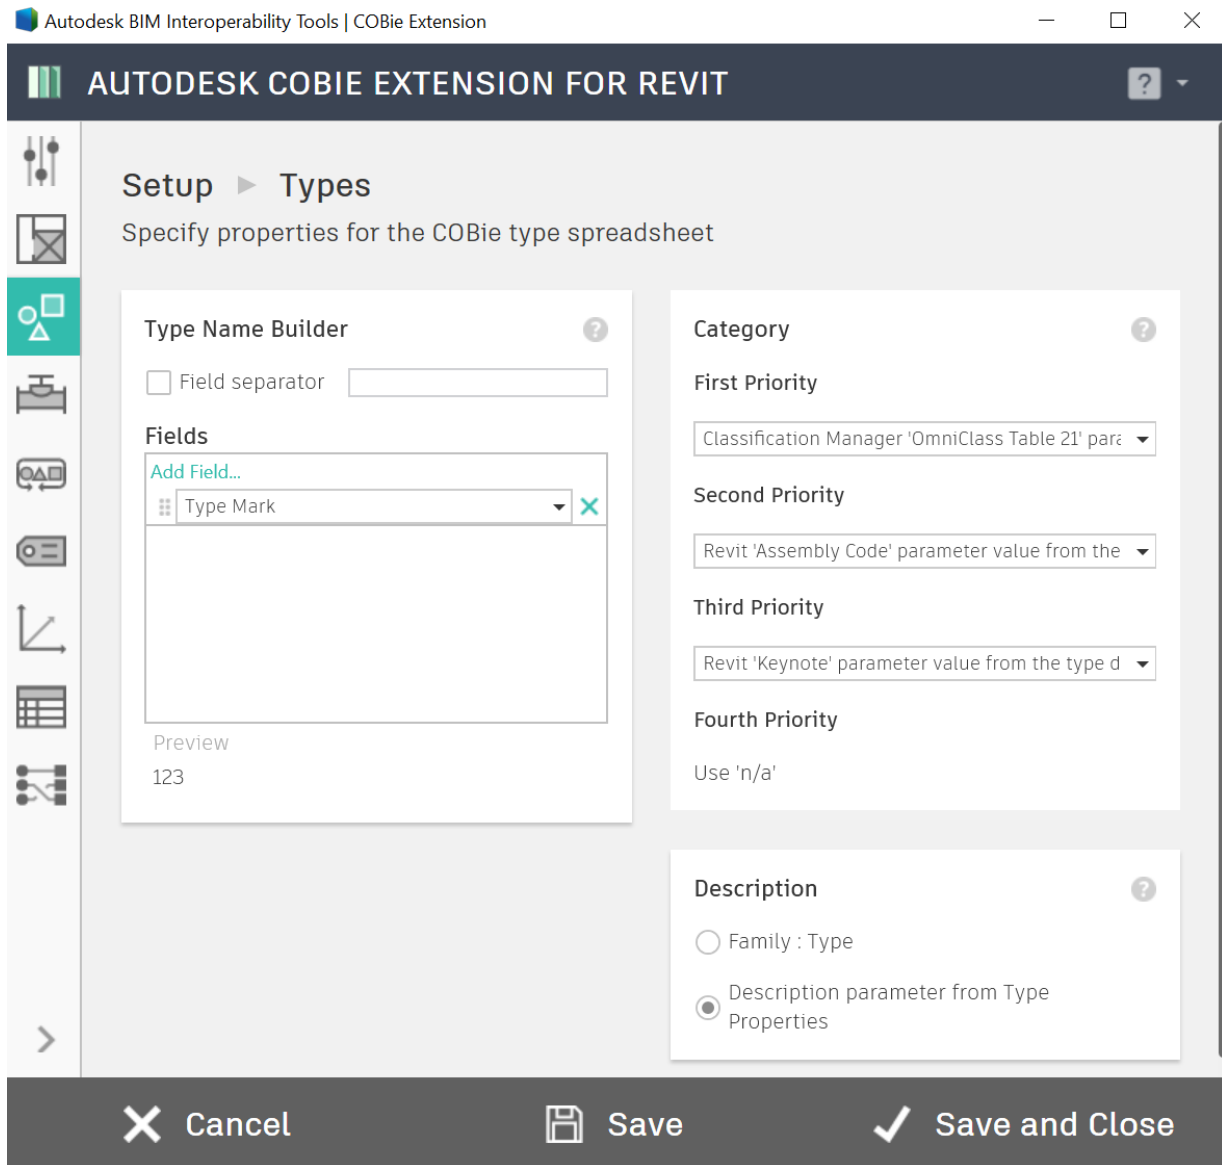 Autodesk BIM Interoperability Tools | COBie Extension
AUTODESK COBIE EXTENSION FOR REVIT
?
Setup Types
Specify properties for the COBie type spreadsheet
Type Name Builder
?
Field separator
Fields
Add Field...
Type Mark
Preview
123
Category
?
First Priority
Classification Manager 'OmniClass Table 21' para
Second Priority
Revit 'Assembly Code' parameter value from the
Third Priority
Revit 'Keynote' parameter value from the type d
Fourth Priority
Use 'n/a'
Description
?
Family : Type
Description parameter from Type
Properties
Cancel
Save
Save and Close